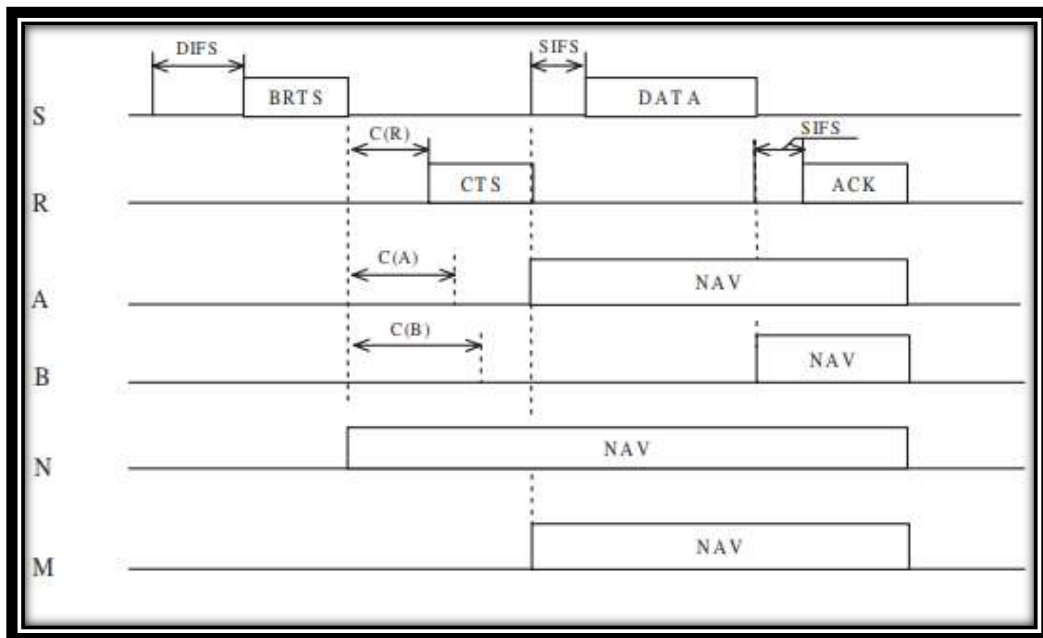 DIFS SIFS
S BRTS DATA
C(R) SIFS
R CTS ACK
C(A)
A NAV
C(B)
B NAV
N NAV
M NAV